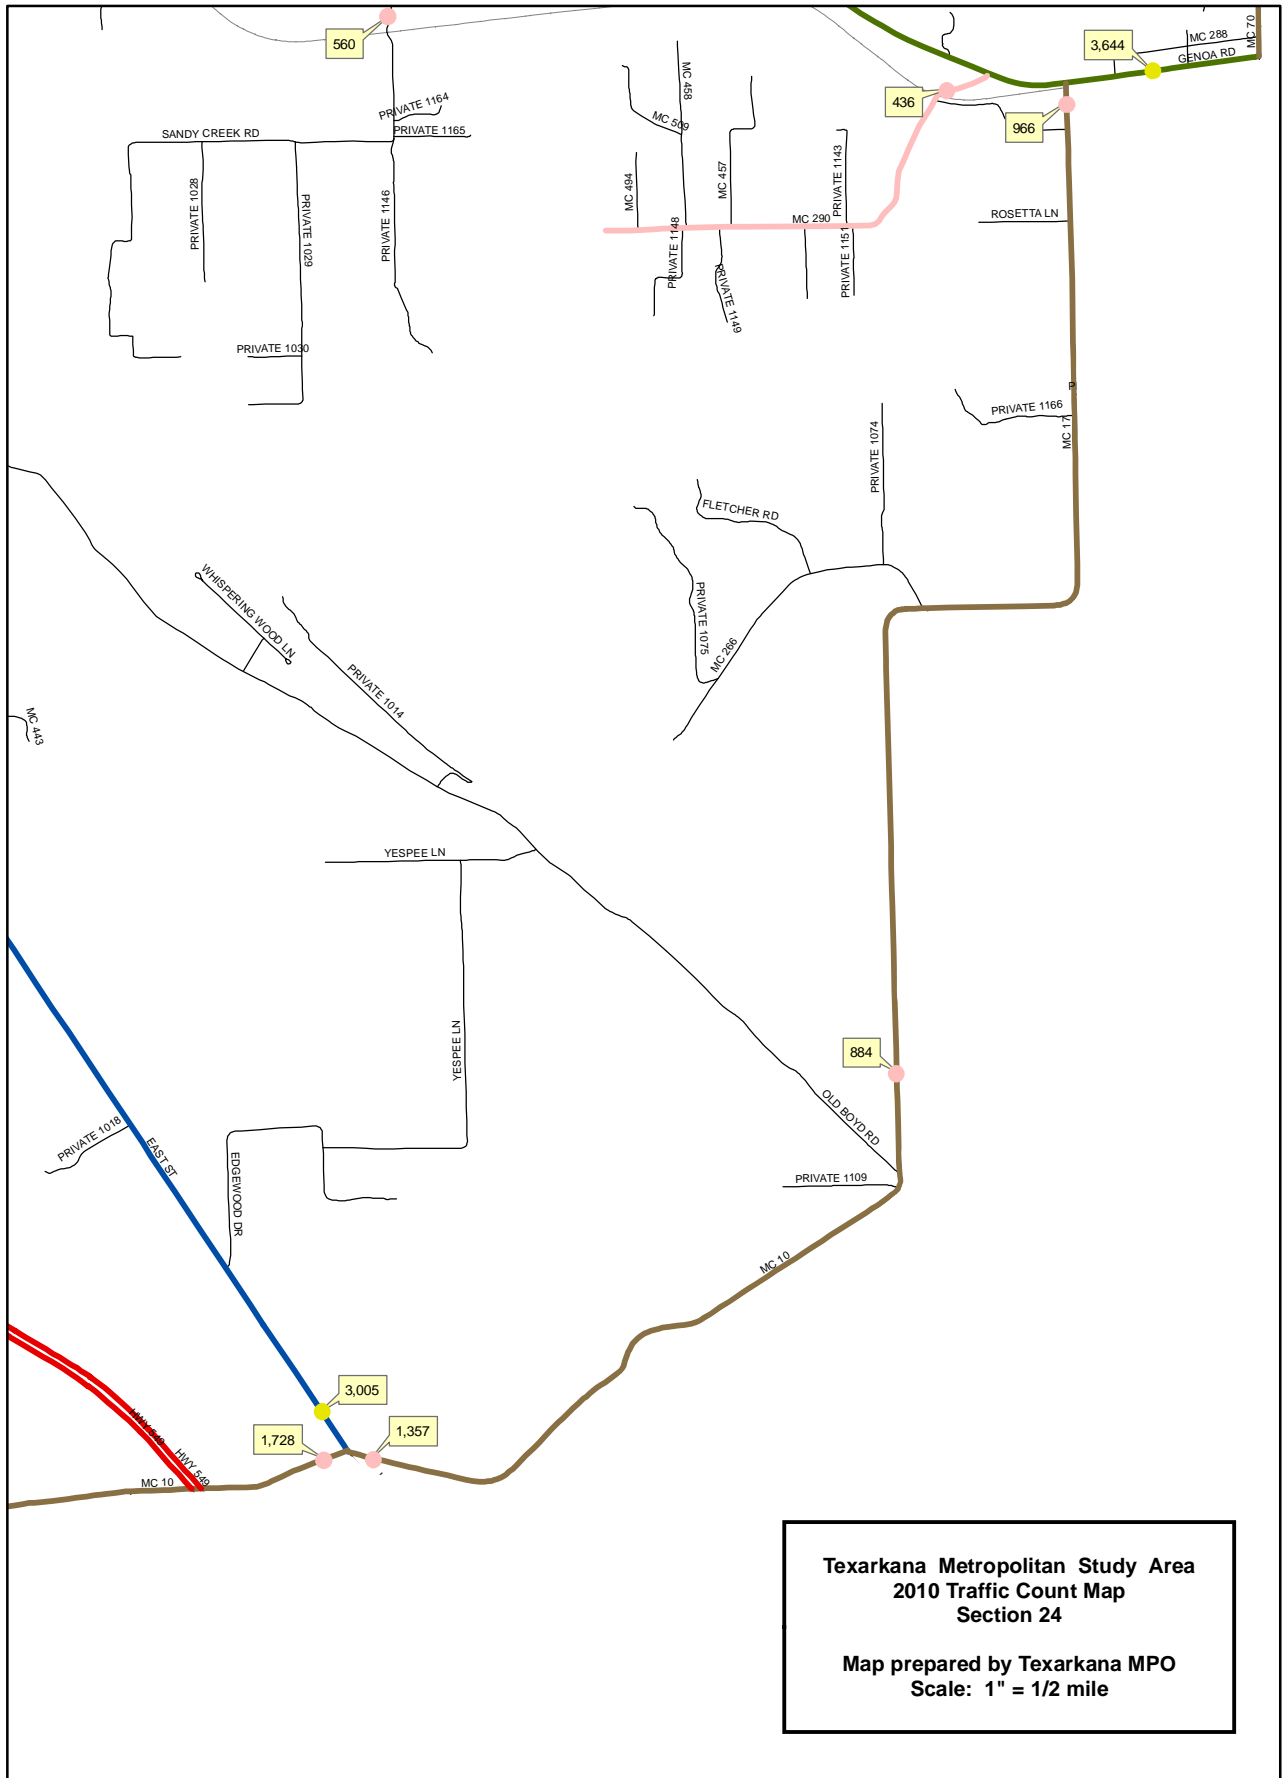 560
3,644
MC 288
MC 70
GENOA RD
436
966
MC 458
MC 509
PRIVATE 1164
PRIVATE 1165
SANDY CREEK RD
PRIVATE 1028
PRIVATE 1029
PRIVATE 1146
MC 494
MC 457
PRIVATE 1143
MC 290
ROSETTA LN
PRIVATE 1148
PRIVATE 1149
PRIVATE 1151
PRIVATE 1030
P
PRIVATE 1166
MC 17
PRIVATE 1074
FLETCHER RD
WHISPERING WOOD LN
PRIVATE 1075
MC 266
PRIVATE 1014
MC 443
YESPEE LN
YESPEE LN
884
OLD BOYD RD
PRIVATE 1018
EAST ST
EDGEWOOD DR
PRIVATE 1109
MC 10
3,005
1,728
1,357
HWY 549
HWY 549
MC 10
Texarkana Metropolitan Study Area
2010 Traffic Count Map
Section 24
Map prepared by Texarkana MPO
Scale: 1" = 1/2 mile